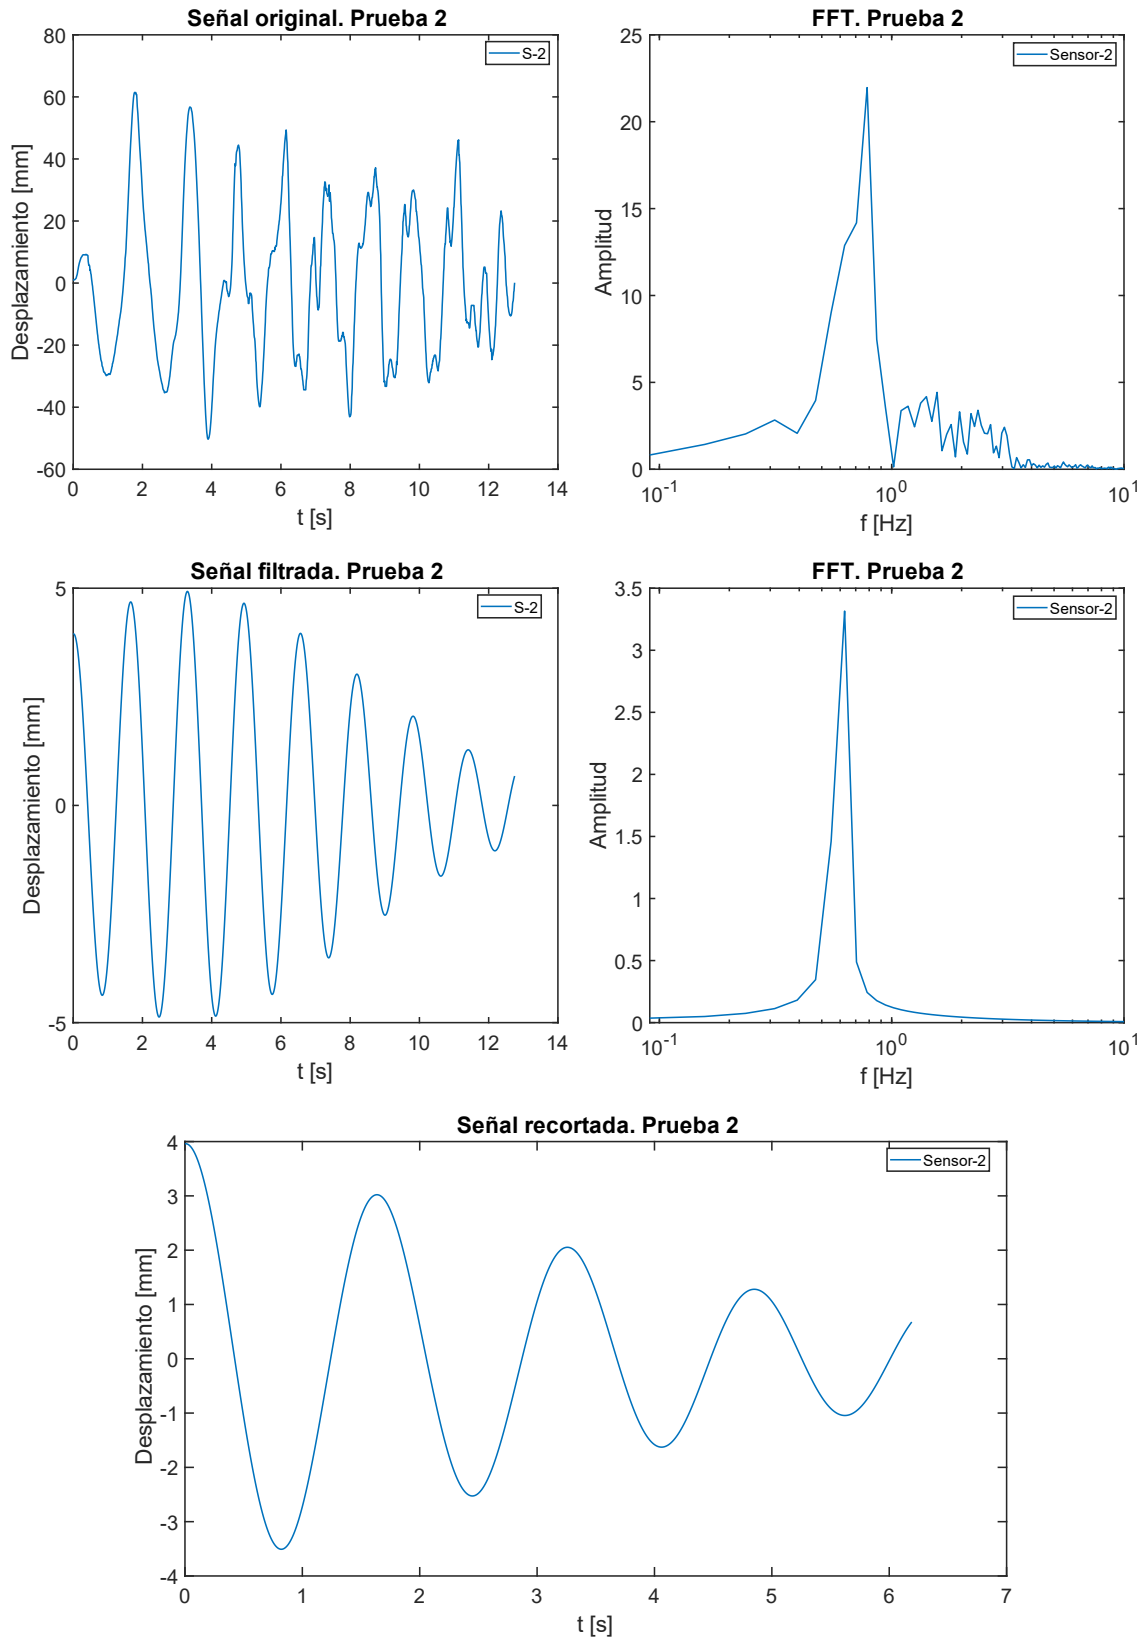 Señal original. Prueba 2
S-2
Desplazamiento [mm]
80
60
40
20
0
-20
-40
-60
0 2 4 6 8 10 12 14
t [s]
FFT. Prueba 2
Sensor-2
Amplitud
25
20
15
10
5
0
10-1 100 101
f [Hz]
Señal filtrada. Prueba 2
S-2
Desplazamiento [mm]
5
0
-5
0 2 4 6 8 10 12 14
t [s]
FFT. Prueba 2
Sensor-2
Amplitud
3.5
3
2.5
2
1.5
1
0.5
0
10-1 100 101
f [Hz]
Señal recortada. Prueba 2
Sensor-2
Desplazamiento [mm]
4
3
2
1
0
-1
-2
-3
-4
0 1 2 3 4 5 6 7
t [s]